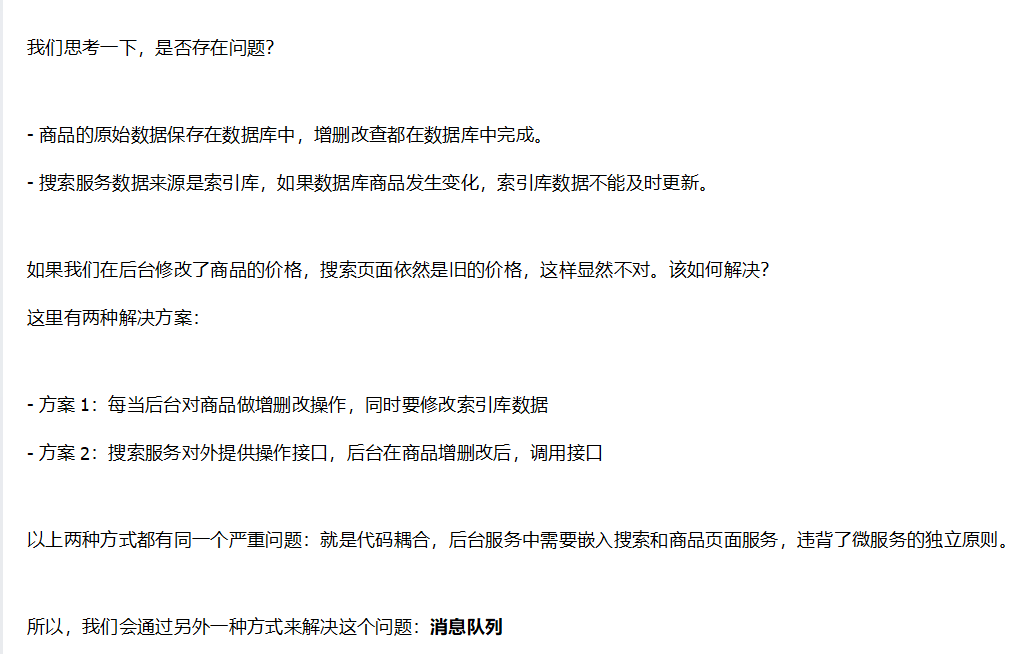 我们思考一下，是否存在问题？
- 商品的原始数据保存在数据库中，增删改查都在数据库中完成。
- 搜索服务数据来源是索引库，如果数据库商品发生变化，索引库数据不能及时更新。
如果我们在后台修改了商品的价格，搜索页面依然是旧的价格，这样显然不对。该如何解决？
这里有两种解决方案：
- 方案 1：每当后台对商品做增删改操作，同时要修改索引库数据
- 方案 2：搜索服务对外提供操作接口，后台在商品增删改后，调用接口
以上两种方式都有同一个严重问题：就是代码耦合，后台服务中需要嵌入搜索和商品页面服务，违背了微服务的独立原则。
所以，我们会通过另外一种方式来解决这个问题：消息队列